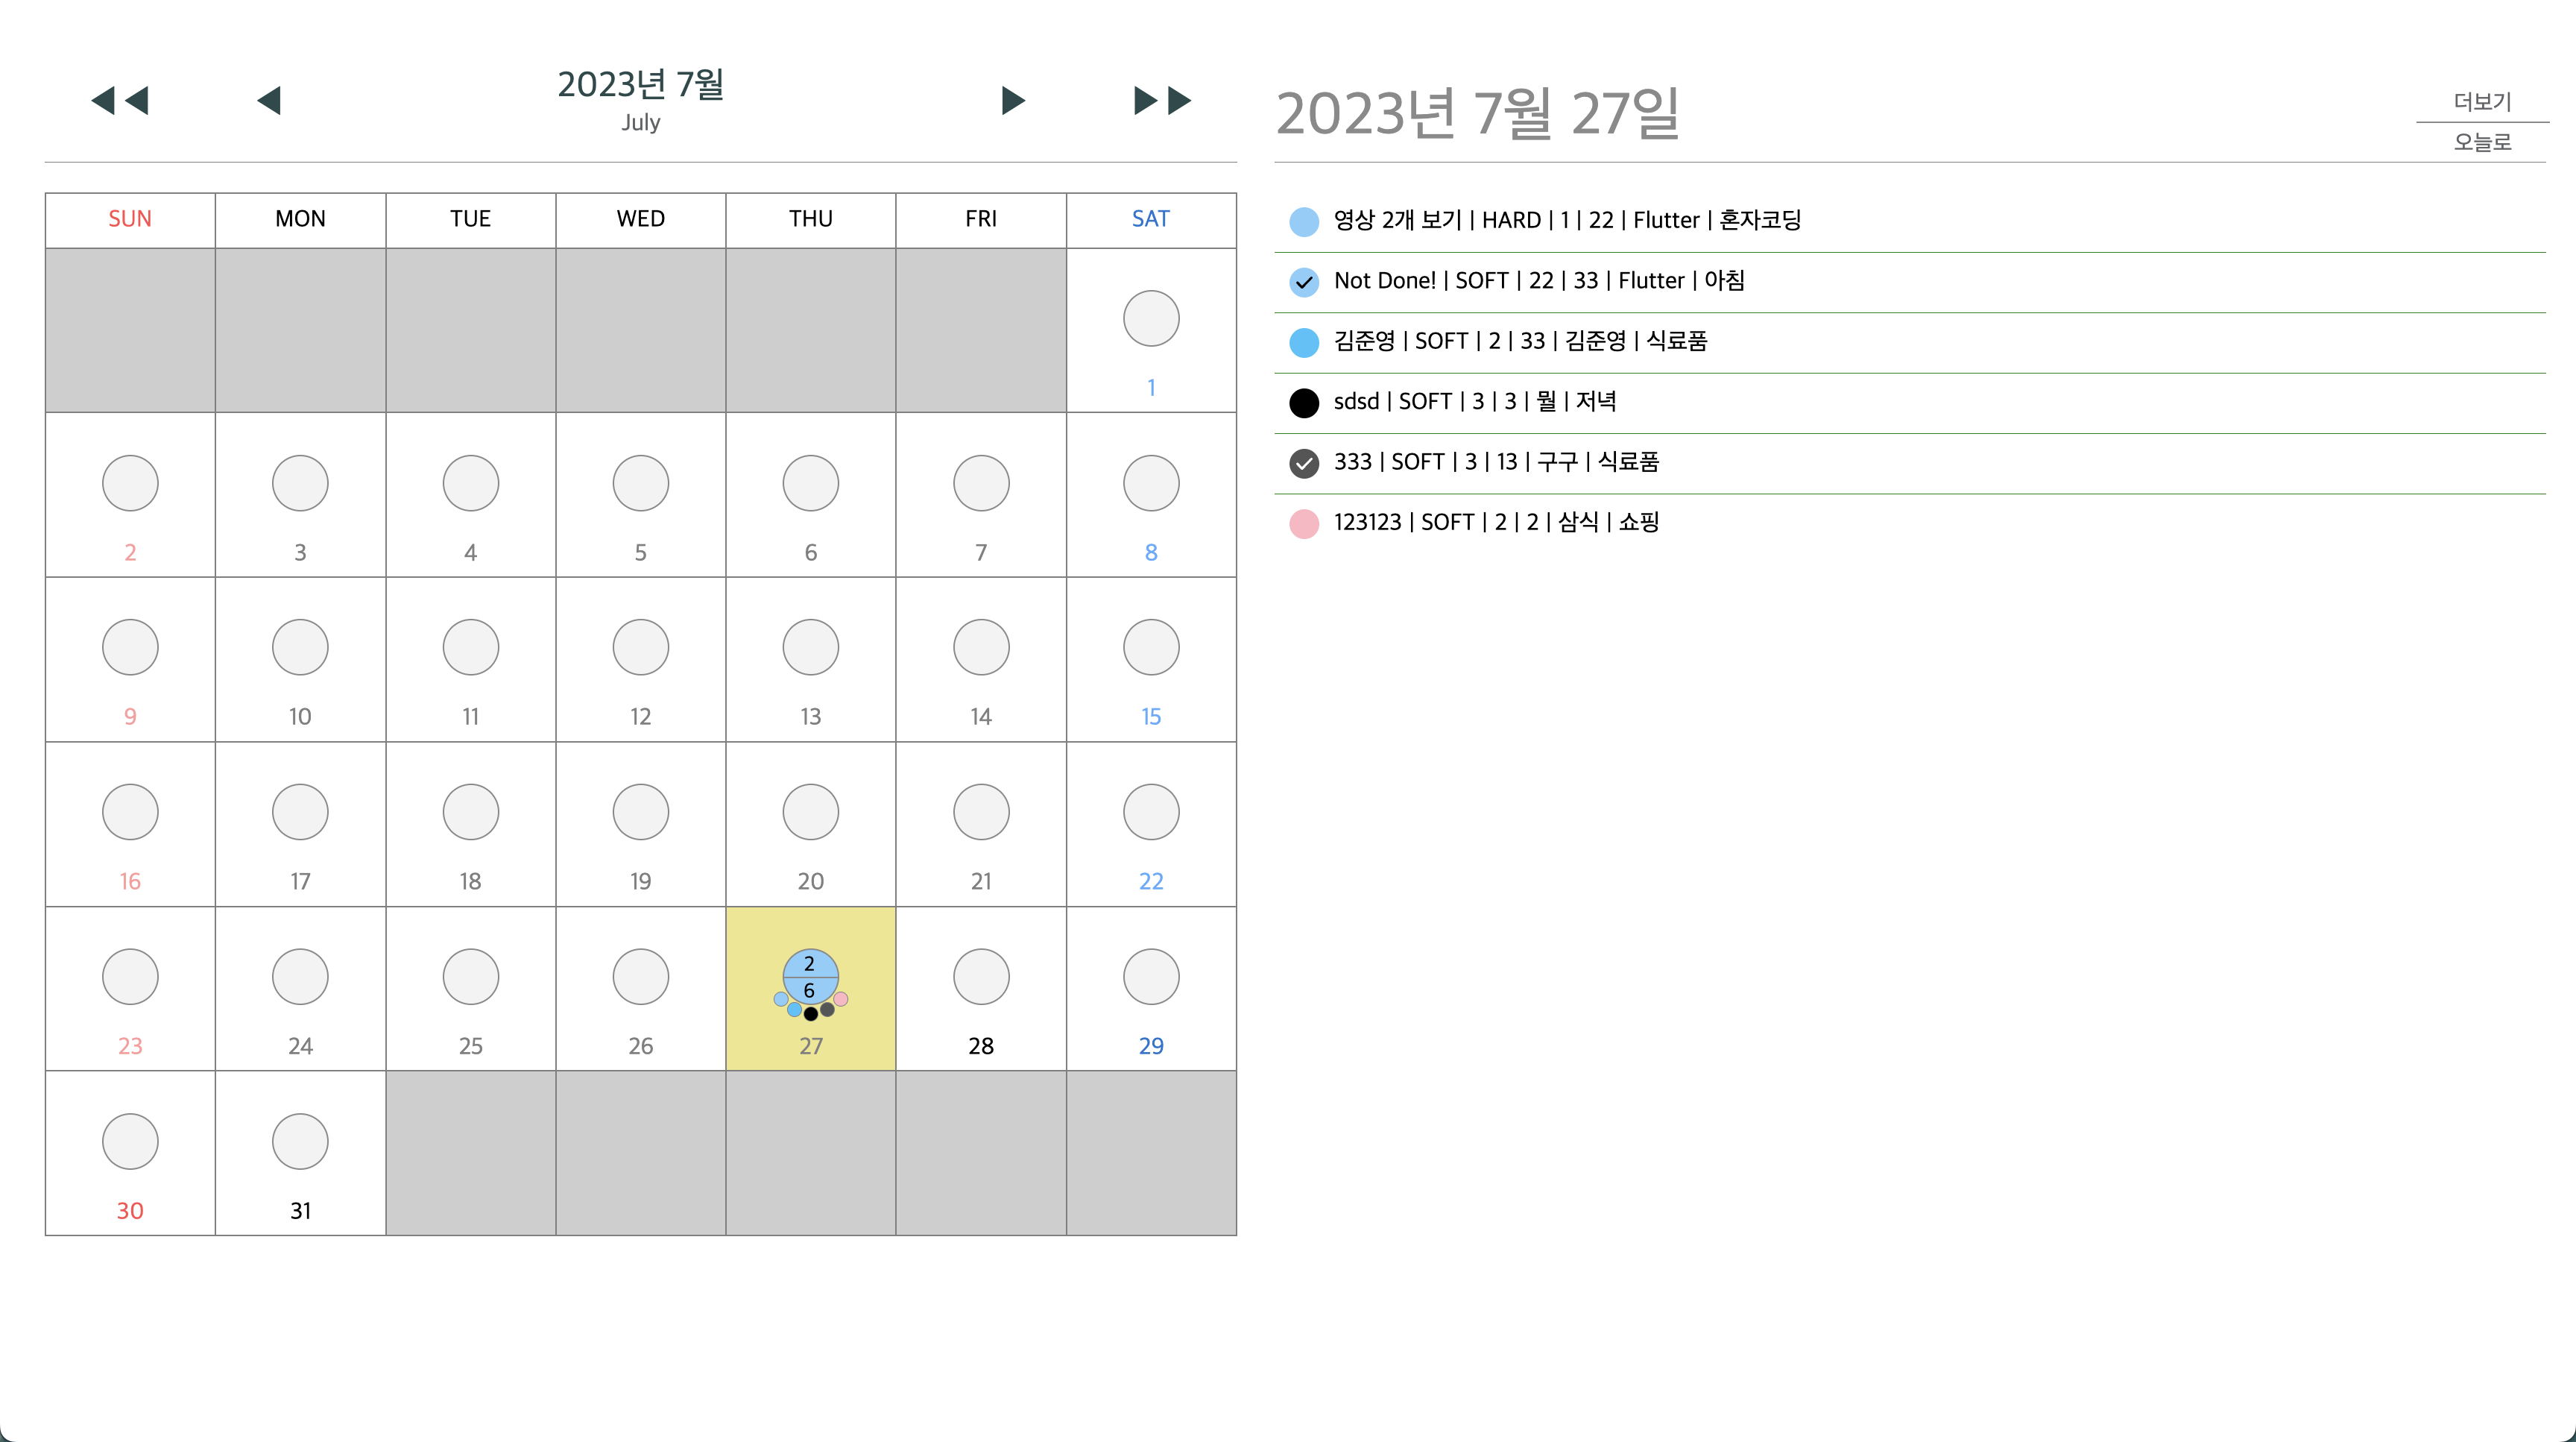 2023년 7월
July
SUN MON TUE WED THU FRI SAT
1
2 3 4 5 6 7 8
9 10 11 12 13 14 15
16 17 18 19 20 21 22
2
6
23 24 25 26 27 28 29
30 31
2023년 7월 27일
더보기
오늘로
영상 2개 보기 | HARD | 1 | 22 | Flutter | 혼자코딩
Not Done! | SOFT | 22 | 33 | Flutter | 아침
김준영 | SOFT | 2 | 33 | 김준영 | 식료품
sdsd | SOFT | 3 | 3 | 뭘 | 저녁
333 | SOFT | 3 | 13 | 구구 | 식료품
123123 | SOFT | 2 | 2 | 삼식 | 쇼핑